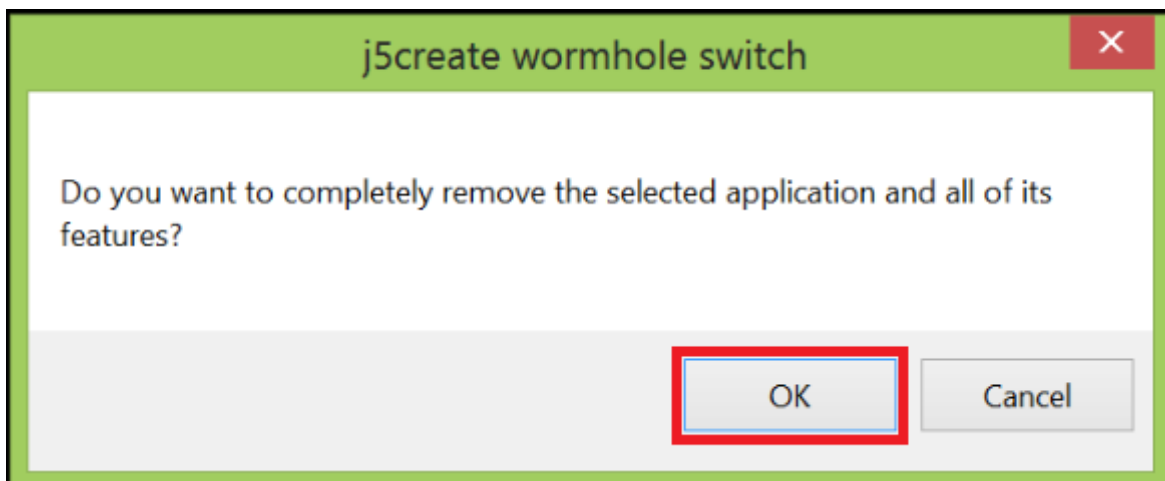 j5create wormhole switch
Do you want to completely remove the selected application and all of its
features?
OK
Cancel